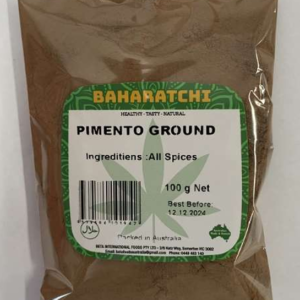 BAHARATCHI
HEALTHY - TASTY - NATURAL
PIMENTO GROUND
Ingreditiens :All Spices
100 g Net
Best Before:
12.12.2024
Packed in Australia
حلال